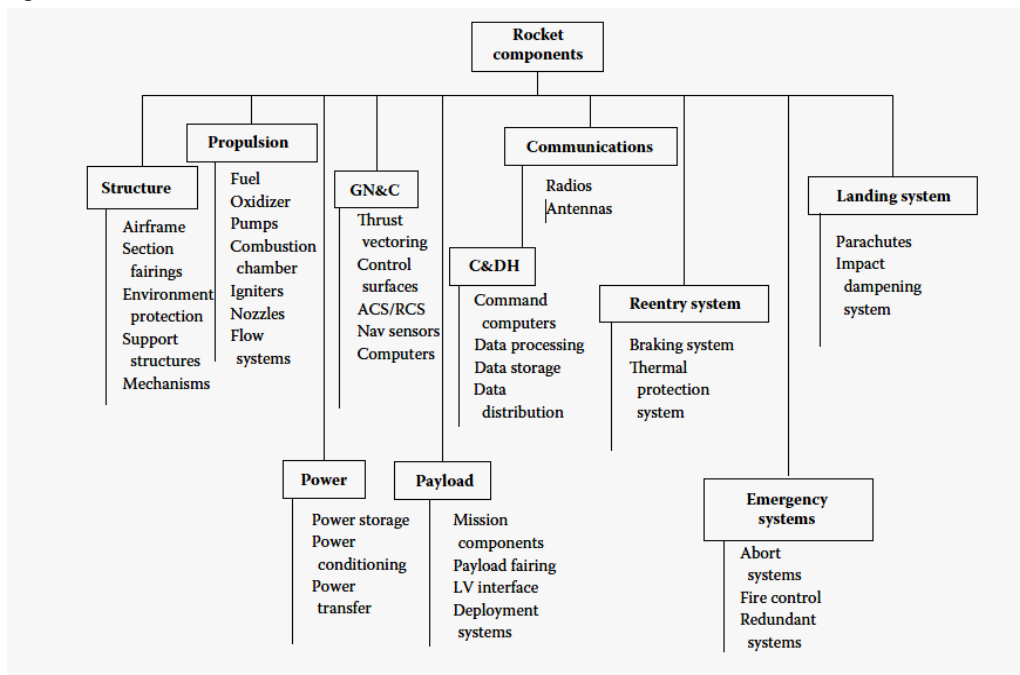 Rocket
components
Propulsion
Fuel
Oxidizer
Pumps
Combustion
chamber
Igniters
Nozzles
Flow
systems
Structure
Airframe
Section
fairings
Environment
protection
Support
structures
Mechanisms
GN&C
Thrust
vectoring
Control
surfaces
ACS/RCS
Nav sensors
Computers
Communications
Radios
Antennas
C&DH
Command
computers
Data processing
Data storage
Data
distribution
Reentry system
Braking system
Thermal
protection
system
Landing system
Parachutes
Impact
dampening
system
Power
Power storage
Power
conditioning
Power
transfer
Payload
Mission
components
Payload fairing
LV interface
Deployment
systems
Emergency
systems
Abort
systems
Fire control
Redundant
systems